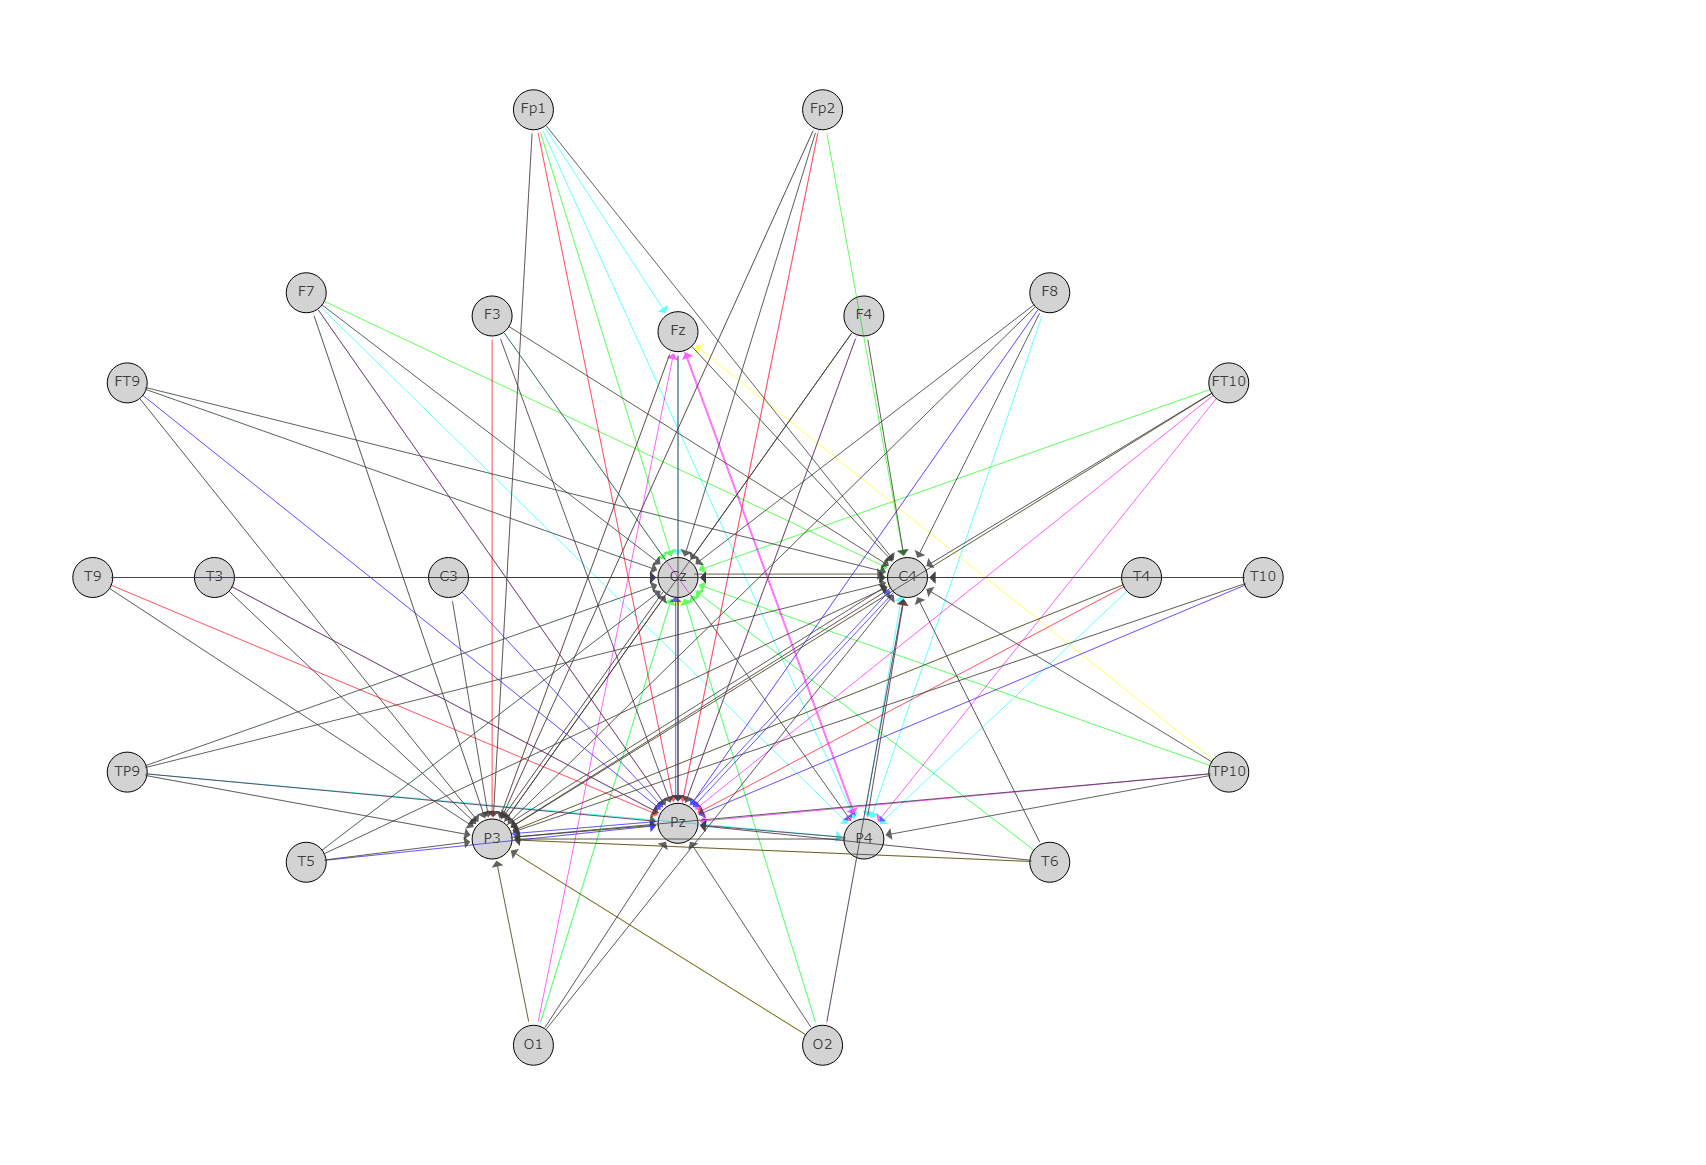 Fp1 Fp2
F7 F3 Fz F4 F8
FT9 FT10
T9 T3 C3 Cz C4 T4 T10
TP9 TP10
T5 P3 Pz P4 T6
O1 O2